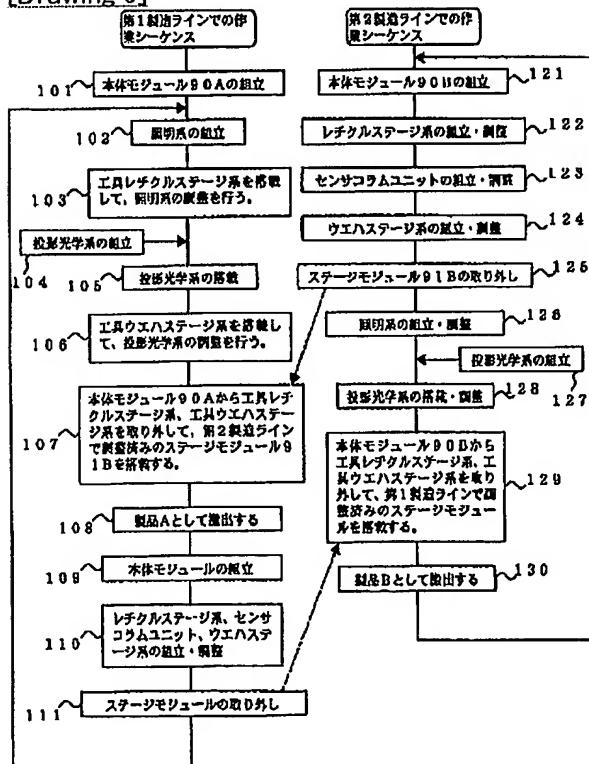 [Drawing 6]
第1製造ラインでの作
業シーケンス
101
本体モジュール90Aの組立
102
照明系の組立
103
工具レチクルステージ系を搭載
して、照明系の調整を行う。
投影光学系の組立
104
105
投影光学系の搭載
106
工具ウエハステージ系を搭載し
て、投影光学系の調整を行う。
107
本体モジュール90Aから工具レチ
クルステージ系、工具ウエハステー
ジ系を取り外して、第2製造ライン
で調整済みのステージモジュール9
1Bを搭載する。
108
製品Aとして搬出する
109
本体モジュールの組立
110
レチクルステージ系、センサ
コラムユニット、ウエハステ
ージ系の組立・調整
111
ステージモジュールの取り外し
第2製造ラインでの作
業シーケンス
本体モジュール90Bの組立
121
レチクルステージ系の組立・調整
122
センサコラムユニットの組立・調整
123
ウエハステージ系の組立・調整
124
ステージモジュール91Bの取り外し
125
照明系の組立・調整
126
投影光学系の組立
127
投影光学系の搭載・調整
128
本体モジュール90Bから
工具レチクルステージ系、工
具ウエハステージ系を取り
外して、第1製造ラインで調
整済みのステージモジュー
ルを搭載する。
129
製品Bとして搬出する
130